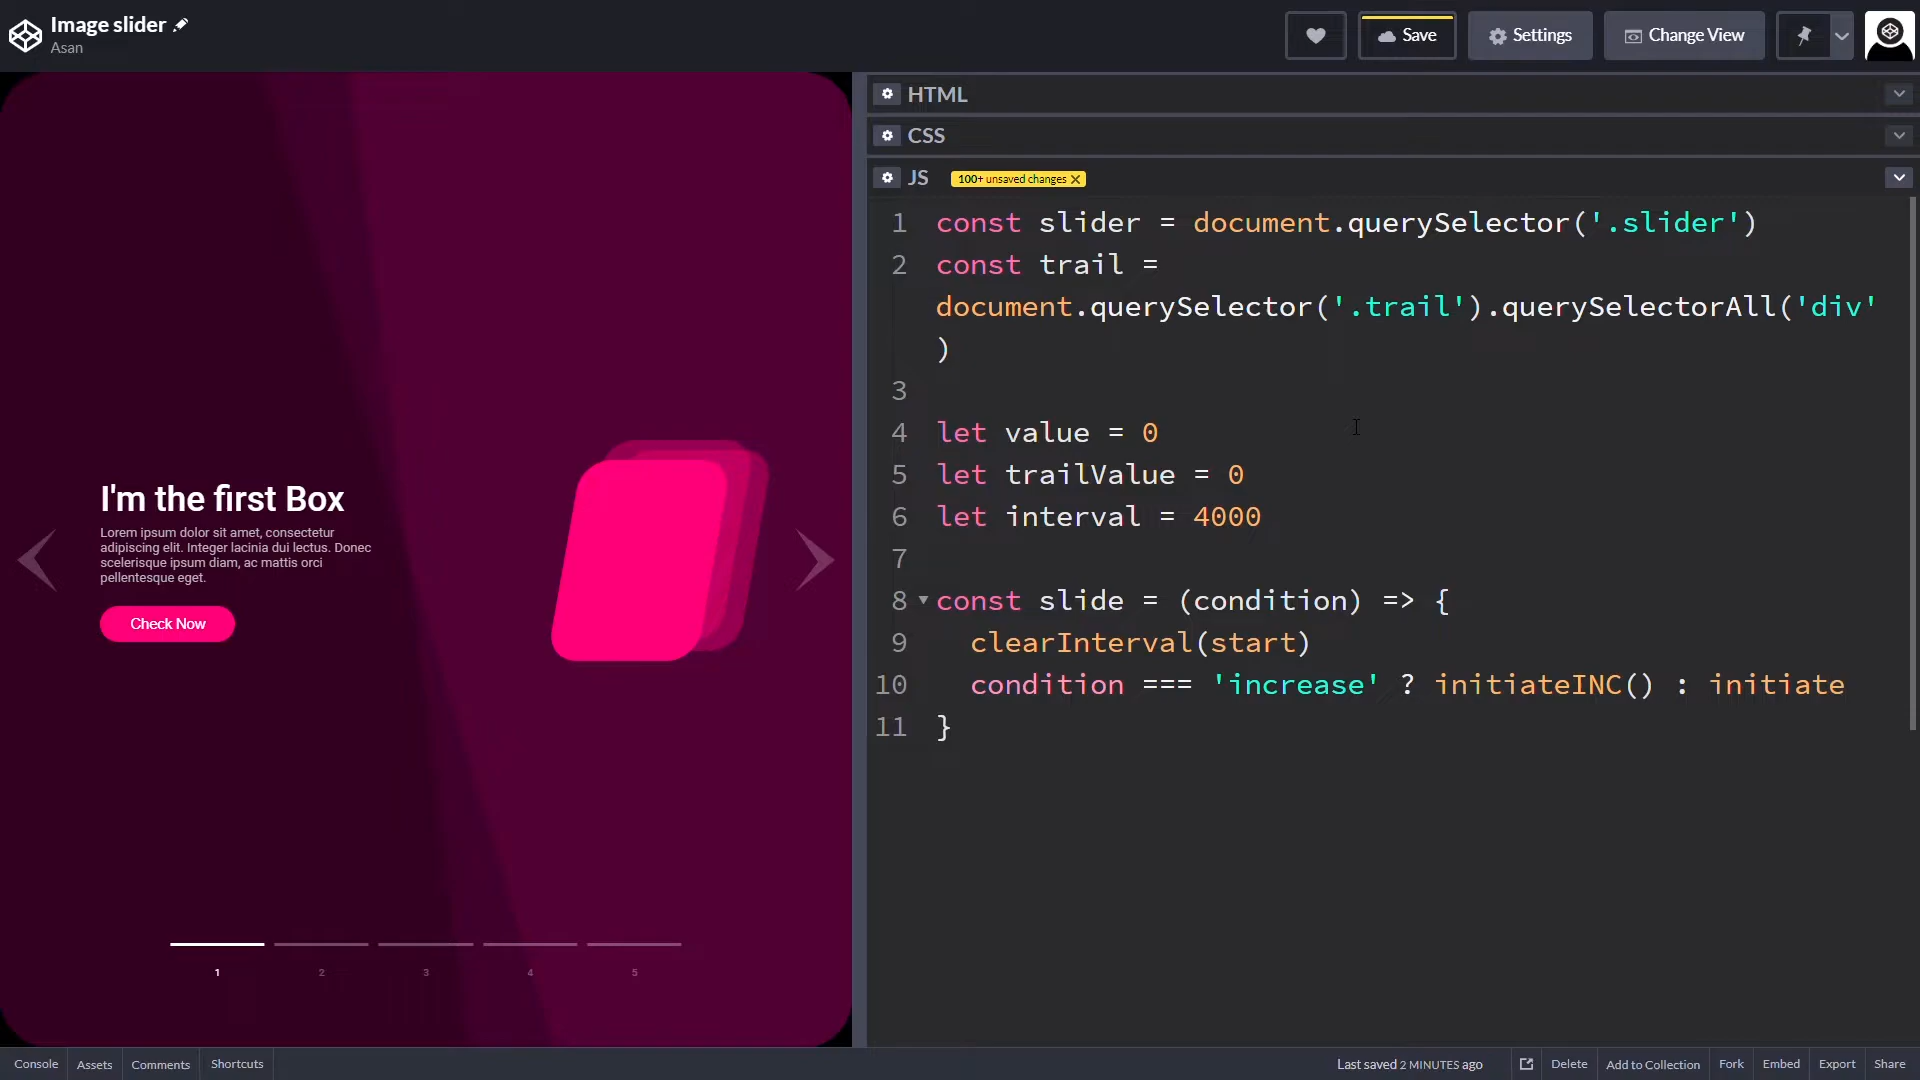 Image slider
Asan
Save
Settings
Change View
I'm the first Box
Lorem ipsum dolor sit amet, consectetur
adipiscing elit. Integer lacinia dui lectus. Donec
scelerisque ipsum diam, ac mattis orci
pellentesque eget.
Check Now
1 2 3 4 5
HTML
CSS
JS 100+ unsaved changes X
1 const slider = document.querySelector('.slider')
2 const trail =
document.querySelector('.trail').querySelectorAll('div'
)
3
4 let value = 0
5 let trailValue = 0
6 let interval = 4000
7
8 const slide = (condition) => {
9 clearInterval(start)
10 condition === 'increase' ? initiateINC() : initiate
11 }
Console Assets Comments Shortcuts Last saved 2 MINUTES ago Delete Add to Collection Fork Embed Export Share